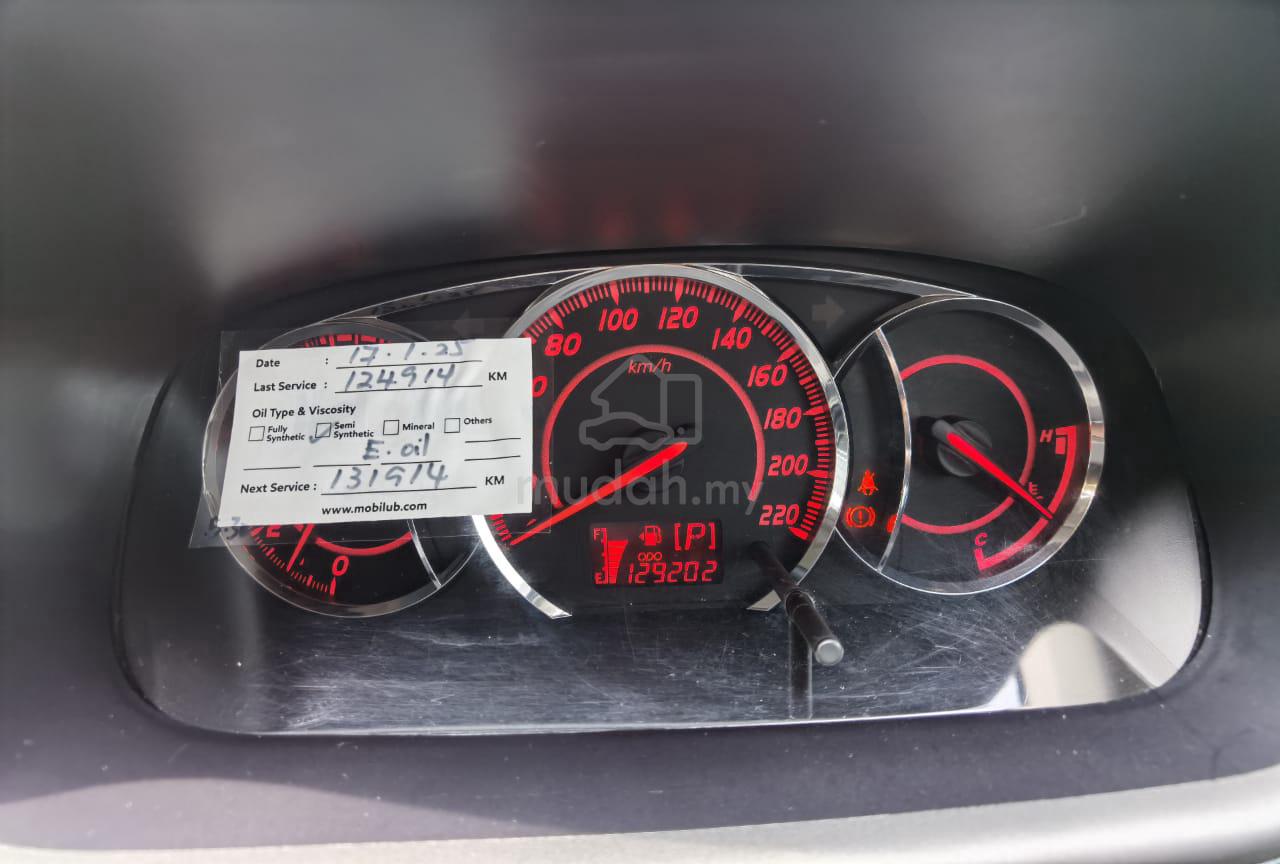 Date : 17.1.25
Last Service : 124914 KM
Oil Type & Viscosity
Fully Synthetic Semi Synthetic Mineral Others
E.oil
Next Service : 131914 KM
www.mobilub.com
2
0
80 100 120 140 160 180 200 220
km/h
mudah.my
F [P]
ODO
E 129202
H
C